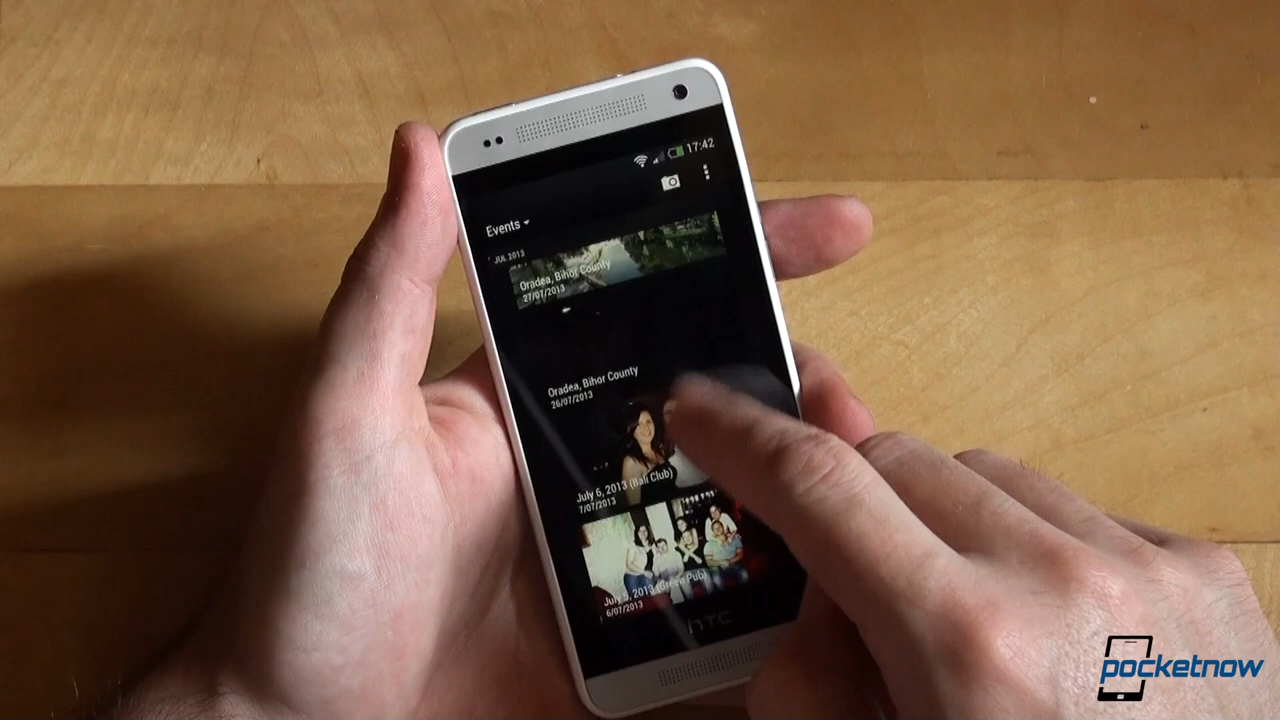 17:42
Events
JUL 2013
Oradea, Bihor County
27/07/2013
Oradea, Bihor County
26/07/2013
July 6, 2013 (Bali Club)
7/07/2013
July 5, 2013 (Green Pub)
6/07/2013
hTC
pocketnow